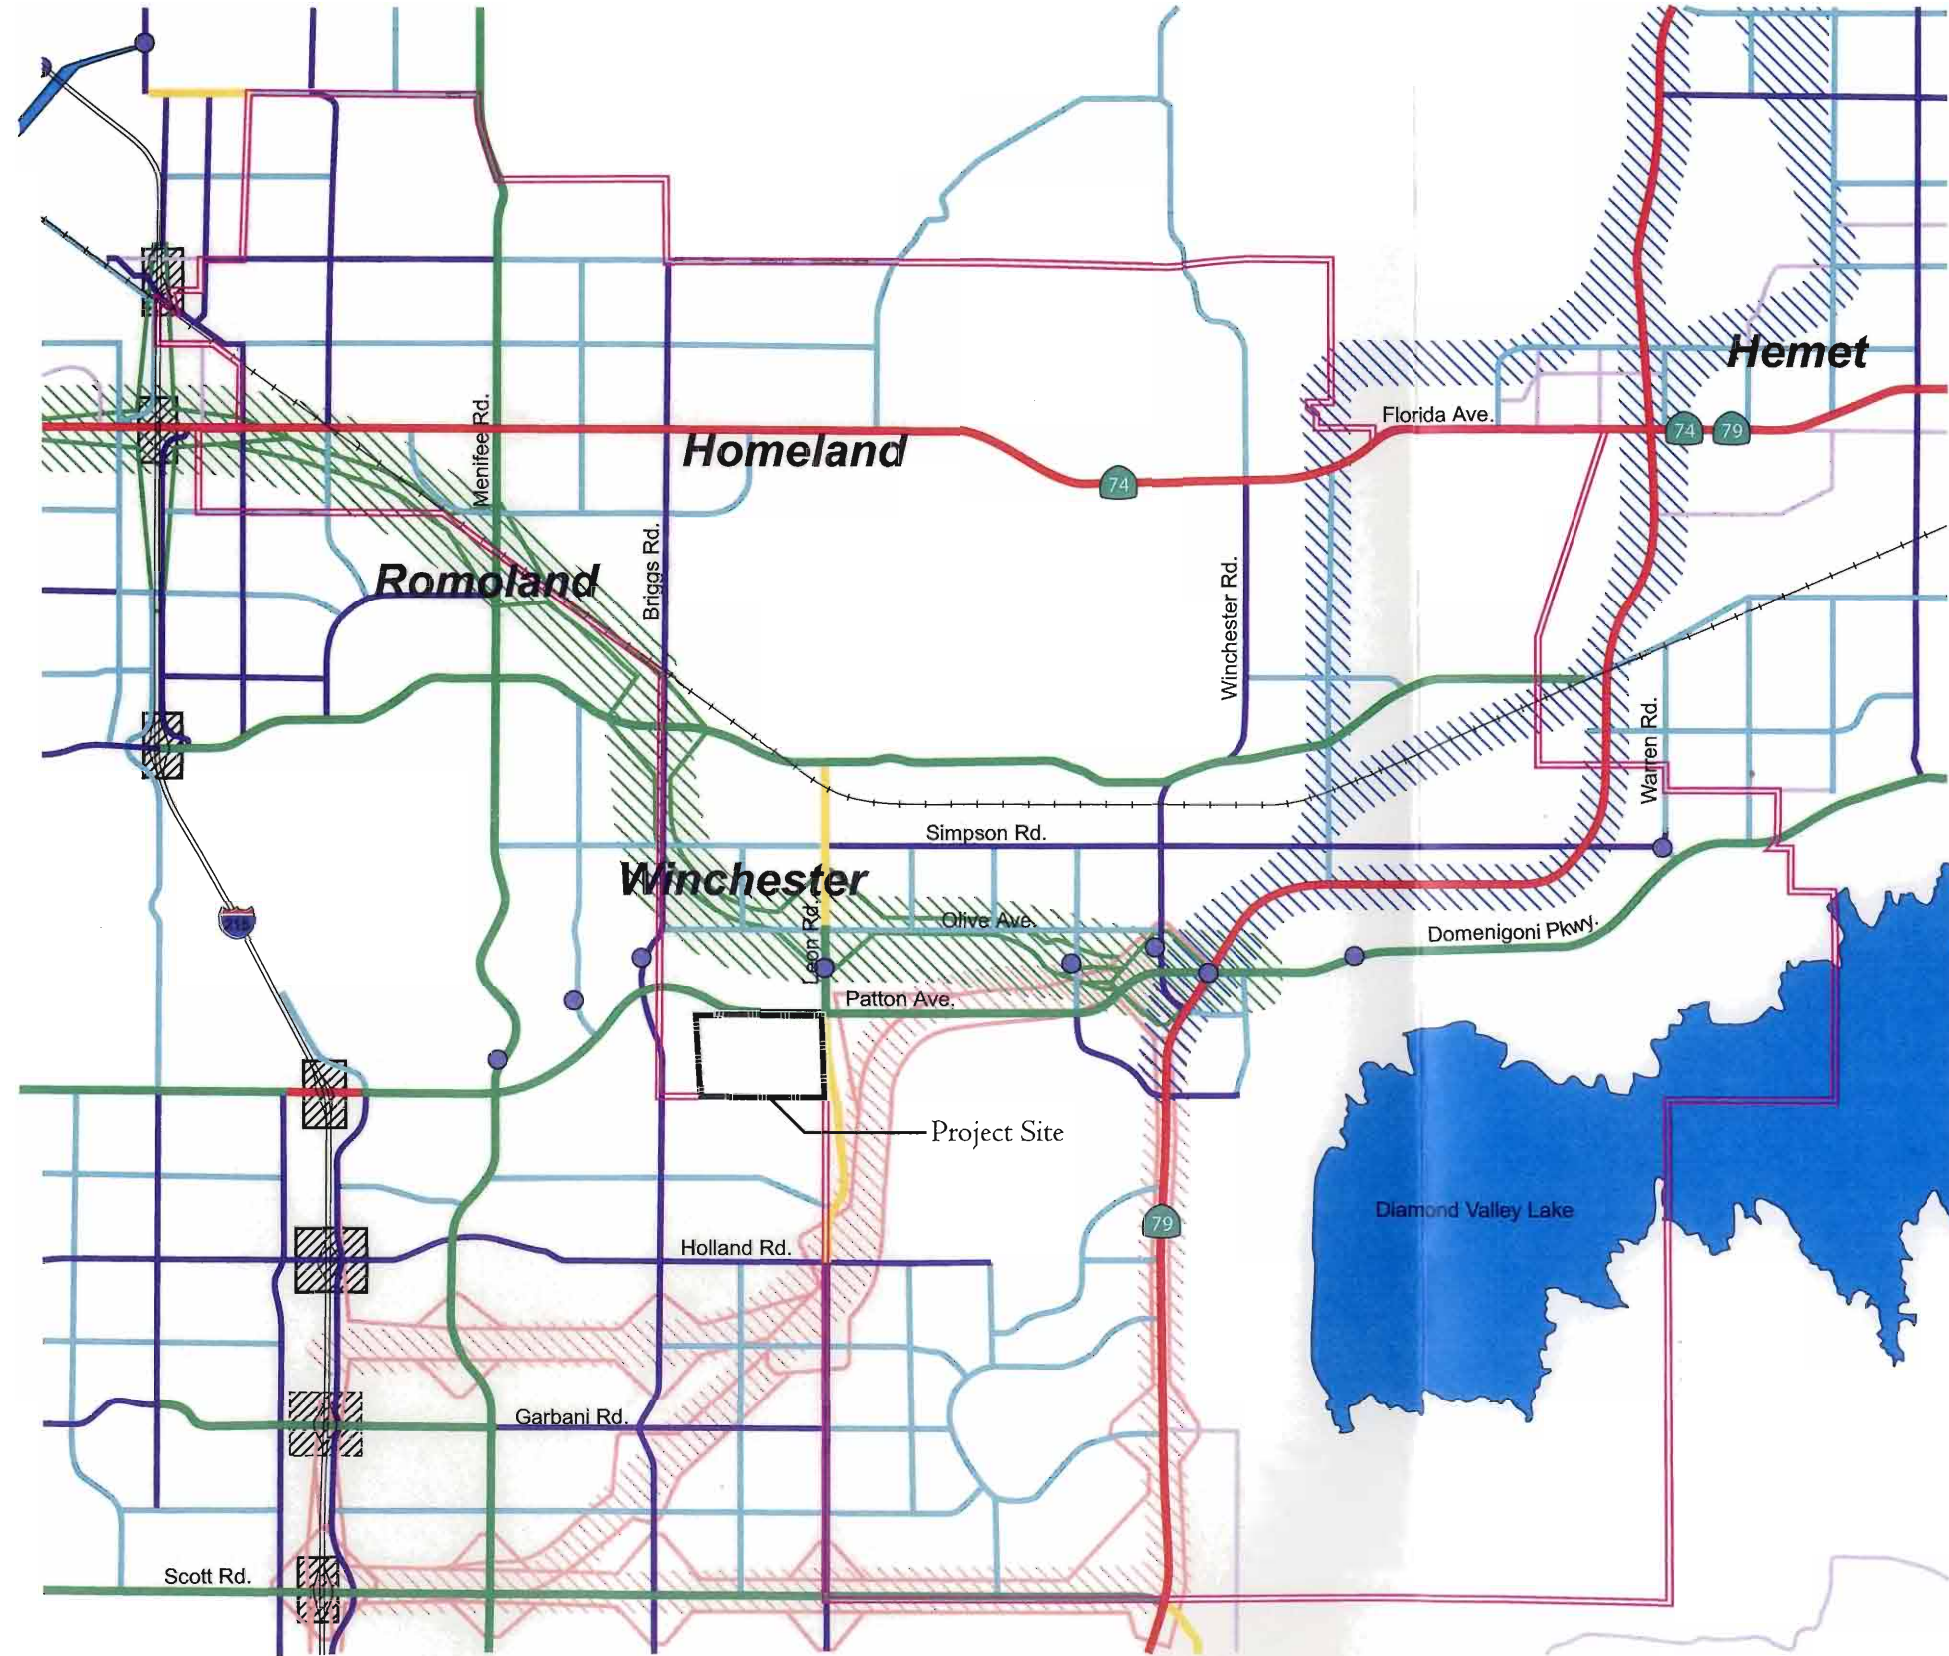 Hemet
Menifee Rd.
Florida Ave.
74
79
Homeland
74
Romoland
Briggs Rd.
Winchester Rd.
Warren Rd.
Simpson Rd.
Winchester
Leon Rd.
Olive Ave.
215
Domenigoni Pkwy.
Patton Ave.
Project Site
Diamond Valley Lake
79
Holland Rd.
Garbani Rd.
Scott Rd.